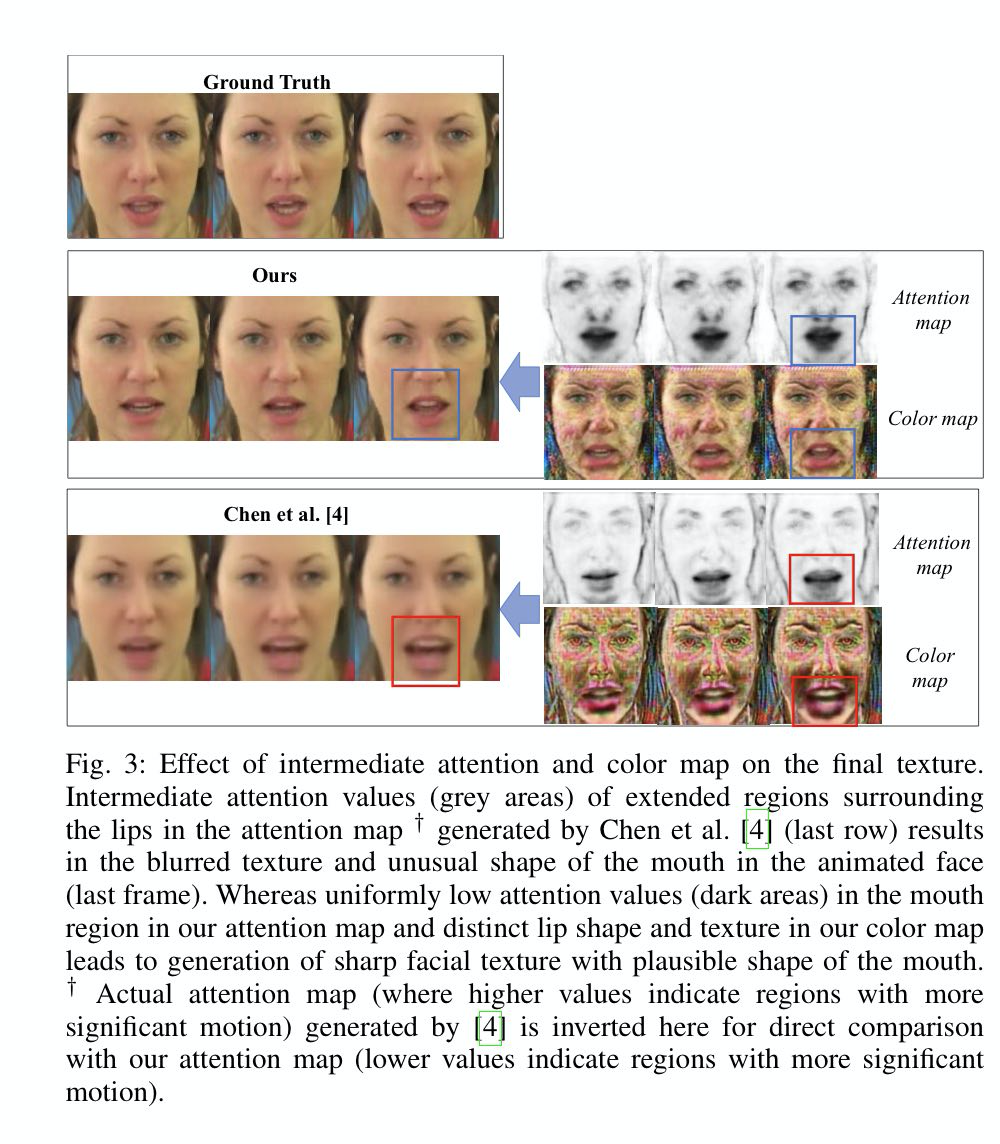 Ground Truth
Ours
Attention
map
Color map
Chen et al. [4]
Attention
map
Color
map
Fig. 3: Effect of intermediate attention and color map on the final texture.
Intermediate attention values (grey areas) of extended regions surrounding
the lips in the attention map † generated by Chen et al. [4] (last row) results
in the blurred texture and unusual shape of the mouth in the animated face
(last frame). Whereas uniformly low attention values (dark areas) in the mouth
region in our attention map and distinct lip shape and texture in our color map
leads to generation of sharp facial texture with plausible shape of the mouth.
† Actual attention map (where higher values indicate regions with more
significant motion) generated by [4] is inverted here for direct comparison
with our attention map (lower values indicate regions with more significant
motion).